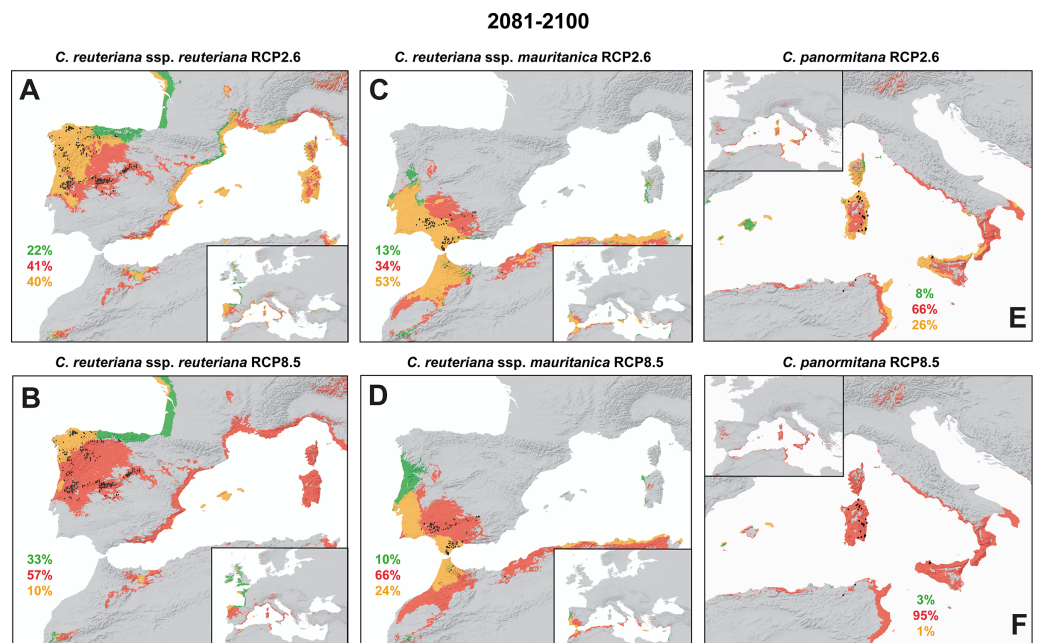 2081-2100
C. reuteriana ssp. reuteriana RCP2.6
C. reuteriana ssp. mauritanica RCP2.6
C. panormitana RCP2.6
A
22%
41%
40%
C
13%
34%
53%
E
8%
66%
26%
C. reuteriana ssp. reuteriana RCP8.5
C. reuteriana ssp. mauritanica RCP8.5
C. panormitana RCP8.5
B
33%
57%
10%
D
10%
66%
24%
F
3%
95%
1%